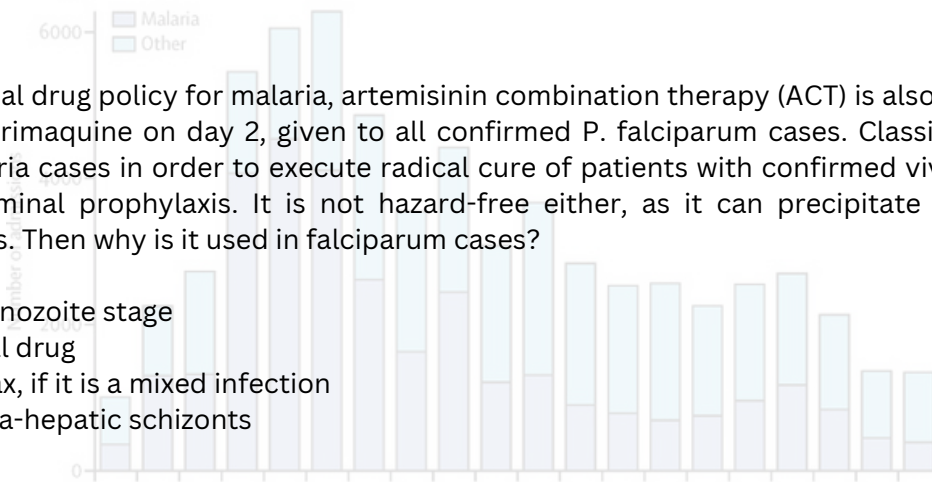 6000
Malaria
Other
al drug policy for malaria, artemisinin combination therapy (ACT) is also
rimaquine on day 2, given to all confirmed P. falciparum cases. Classi
ria cases in order to execute radical cure of patients with confirmed viv
minal prophylaxis. It is not hazard-free either, as it can precipitate
s. Then why is it used in falciparum cases?
nozoite stage
2000
l drug
ax, if it is a mixed infection
a-hepatic schizonts
0